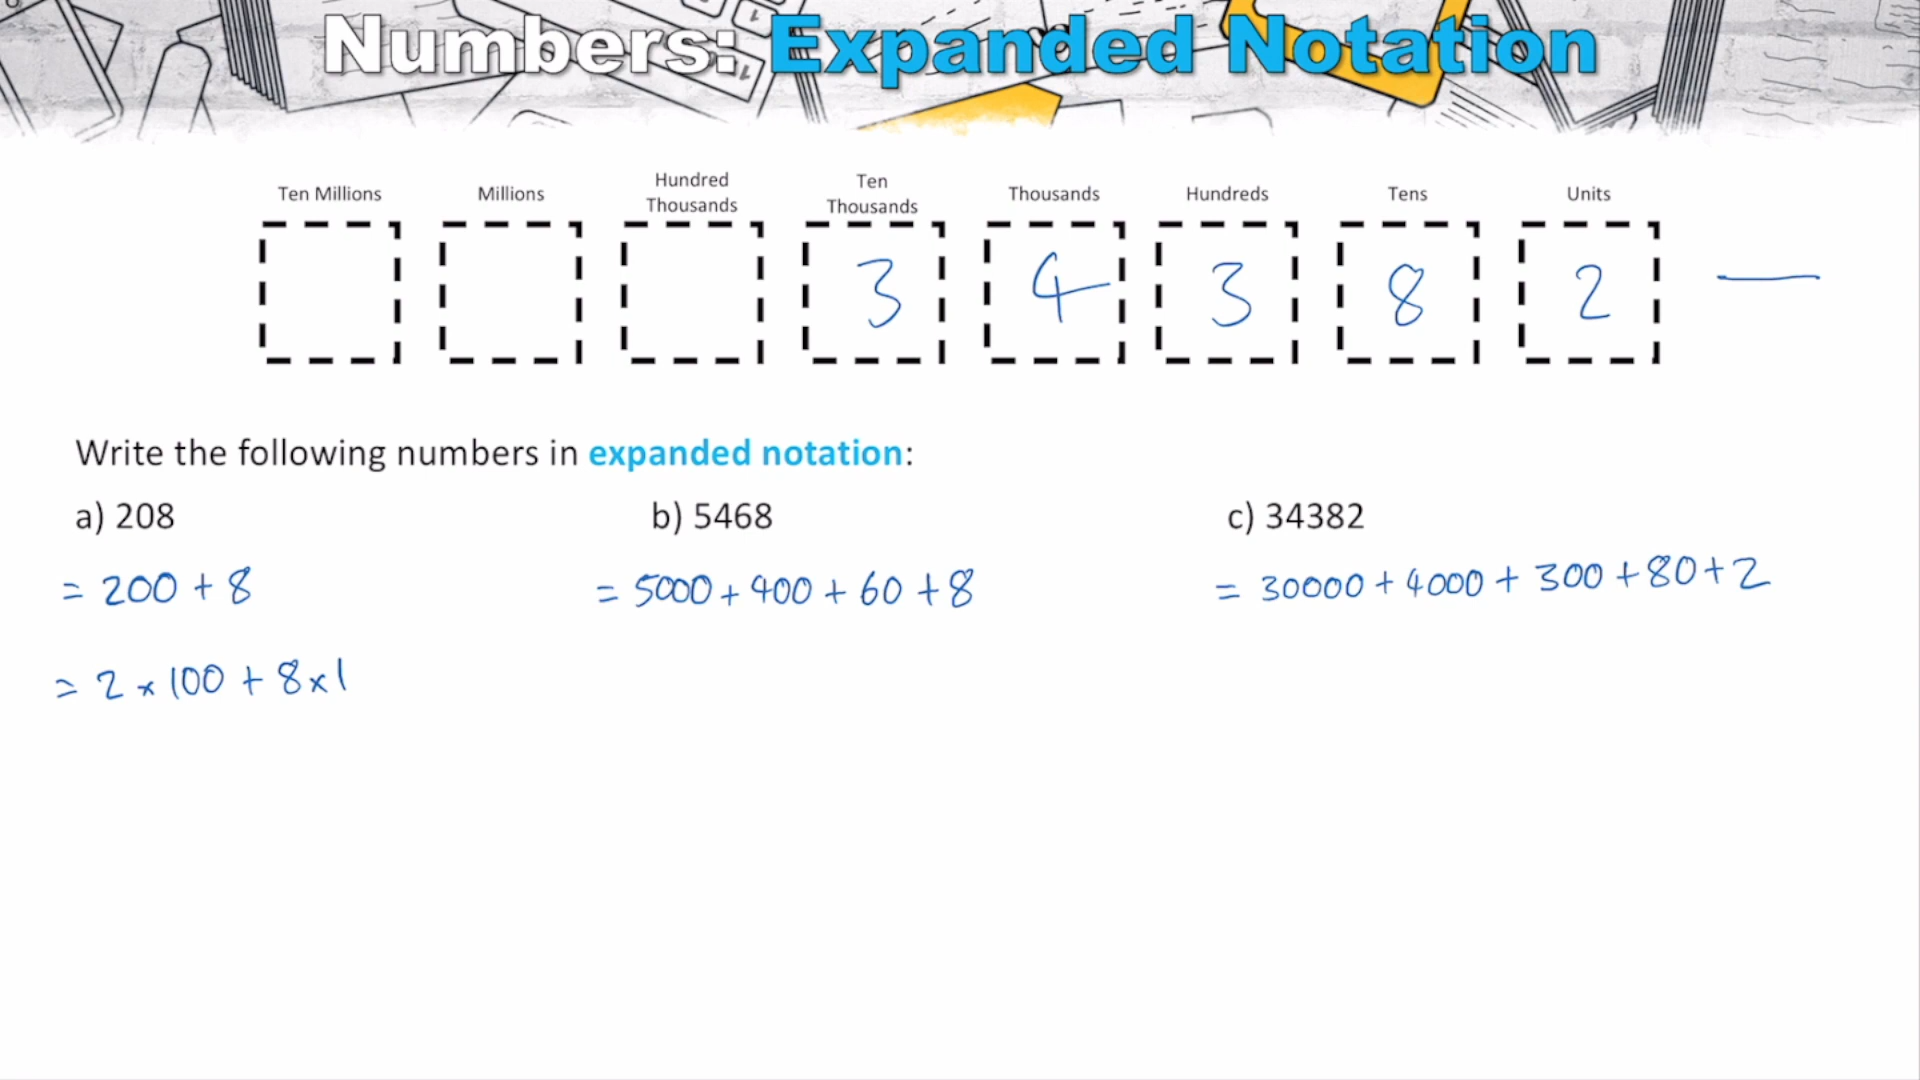 Numbers: Expanded Notation
Ten Millions
Millions
Hundred Thousands
Ten Thousands
Thousands
Hundreds
Tens
Units
3 4 3 8 2
Write the following numbers in expanded notation:
a) 208
b) 5468
c) 34382
= 200 + 8
= 5000 + 400 + 60 + 8
= 30000 + 4000 + 300 + 80 + 2
= 2 × 100 + 8 × 1